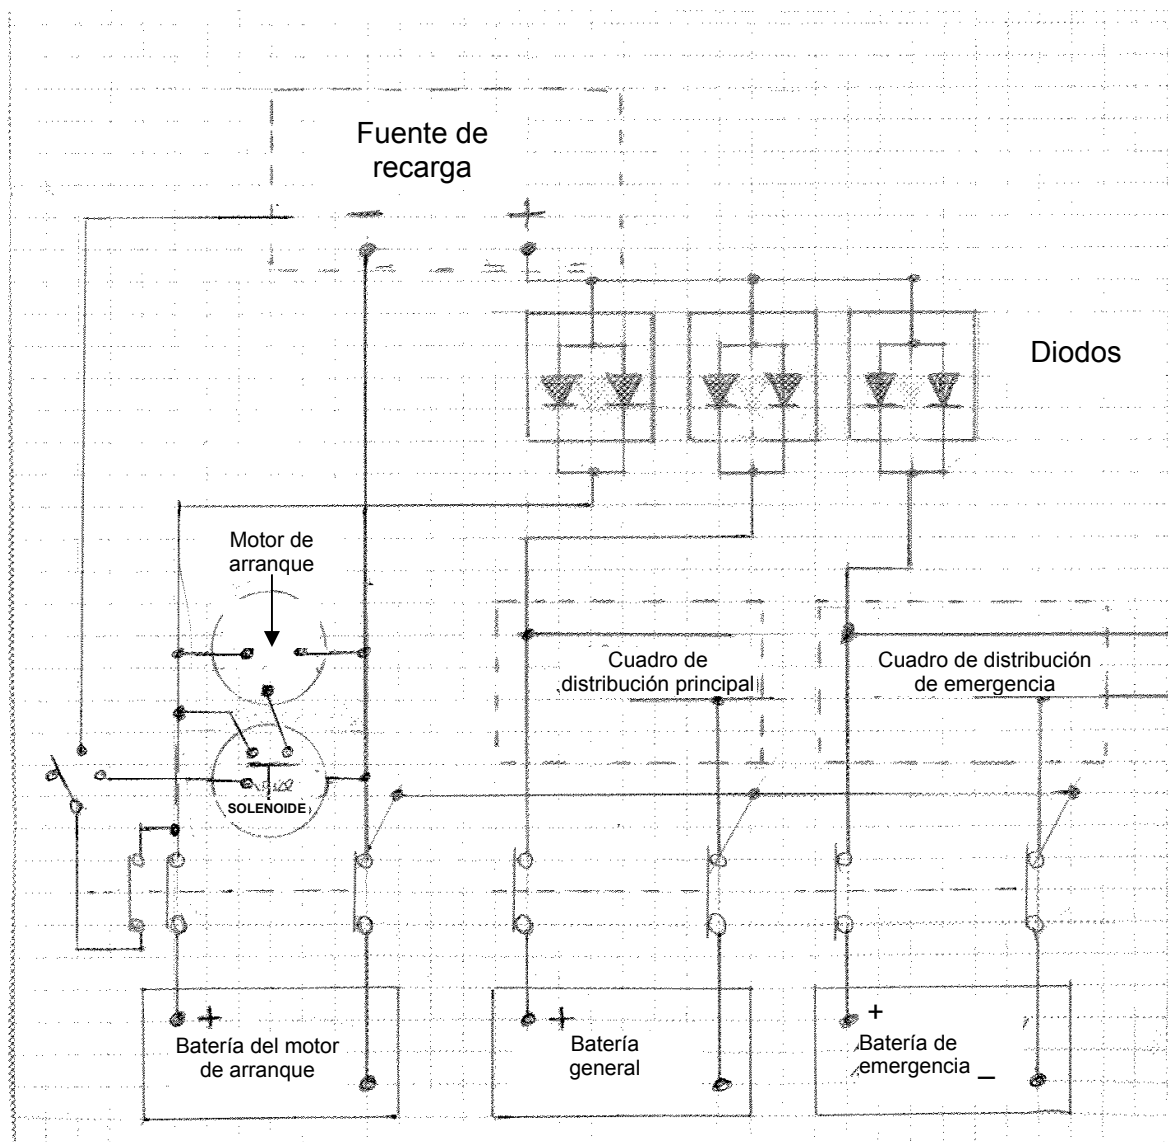 Fuente de
recarga
− +
Diodos
Motor de
arranque
Cuadro de
distribución principal
Cuadro de distribución
de emergencia
SOLENOIDE
+
Batería del motor
de arranque
+
Batería
general
+
Batería de
emergencia −